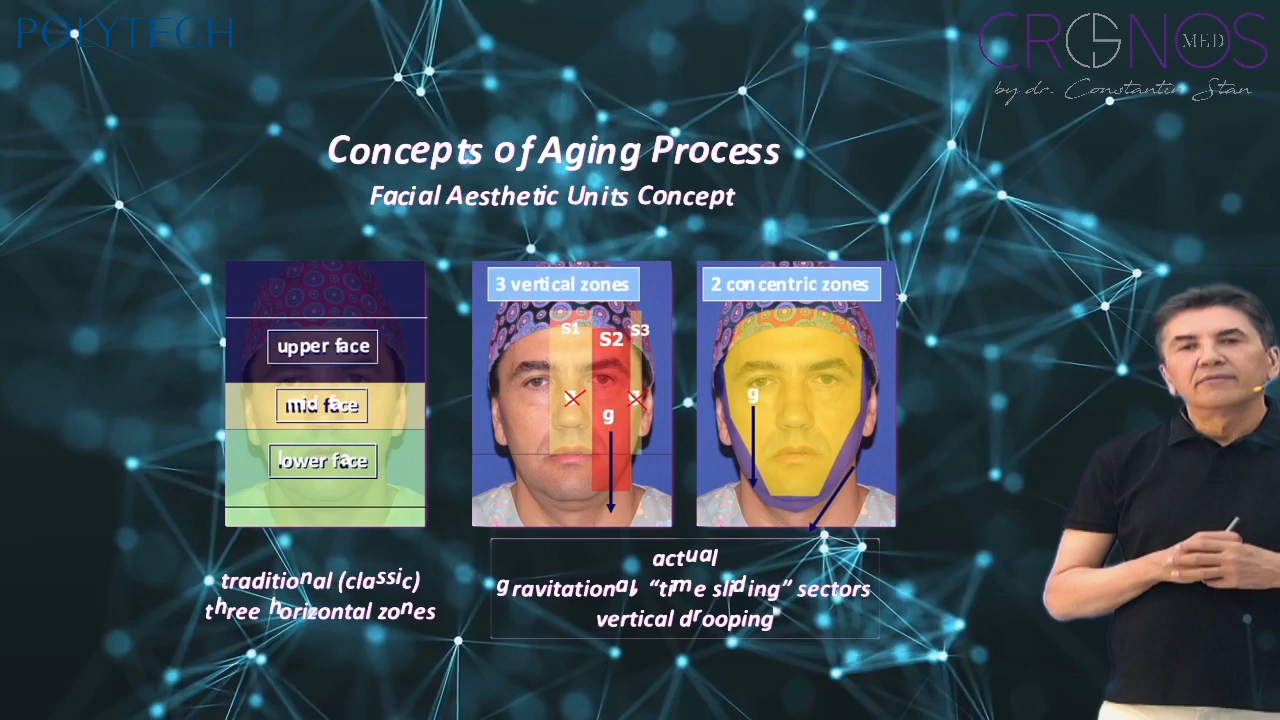 POLYTECH
CRONOS
MED
by dr. Constantin Stan
Concepts of Aging Process
Facial Aesthetic Units Concept
upper face
mid face
lower face
3 vertical zones
S1
S2
S3
g
2 concentric zones
g
traditional (classic)
three horizontal zones
actual
gravitational, “time sliding” sectors
vertical drooping